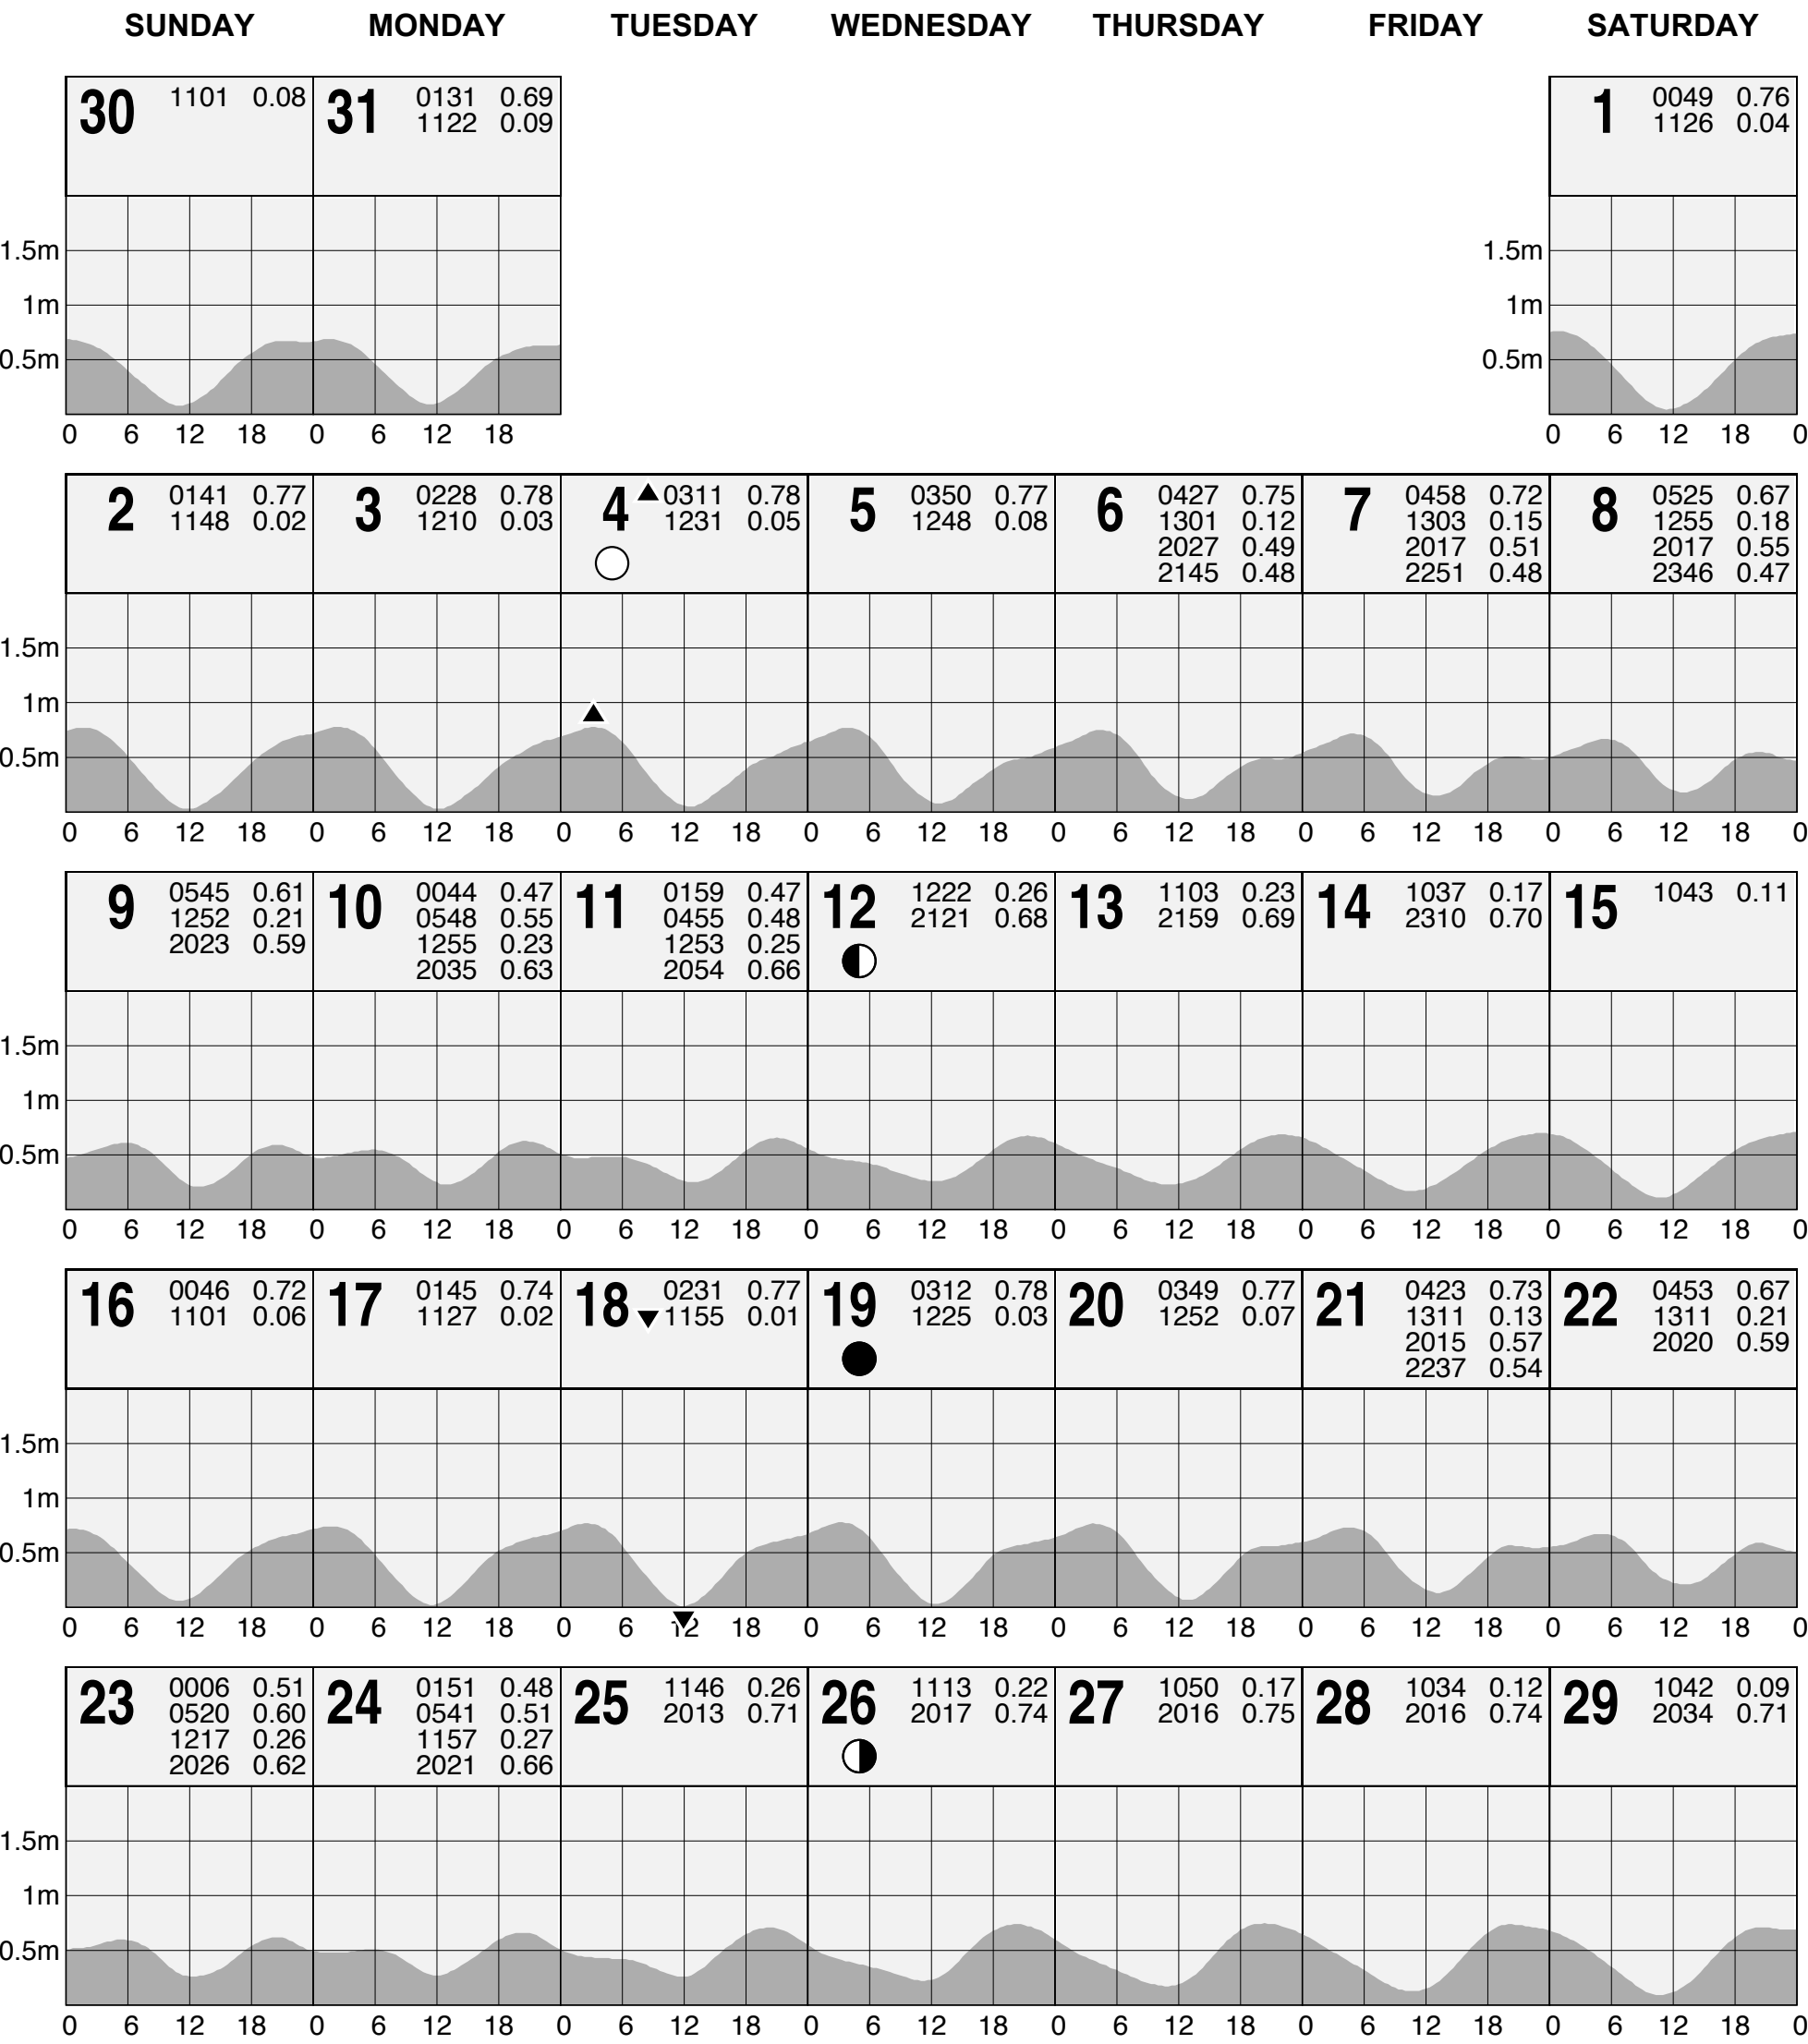 SUNDAY MONDAY TUESDAY WEDNESDAY THURSDAY FRIDAY SATURDAY
30 1101 0.08 31 0131 0.69 1 0049 0.76
1122 0.09 1126 0.04
1.5m 1.5m
1m 1m
0.5m 0.5m
0 6 12 18 0 6 12 18 0 6 12 18 0
2 0141 0.77 3 0228 0.78 4 0311 0.78 5 0350 0.77 6 0427 0.75 7 0458 0.72 8 0525 0.67
1148 0.02 1210 0.03 1231 0.05 1248 0.08 1301 0.12 1303 0.15 1255 0.18
2027 0.49 2017 0.51 2017 0.55
2145 0.48 2251 0.48 2346 0.47
1.5m
1m
0.5m
0 6 12 18 0 6 12 18 0 6 12 18 0 6 12 18 0 6 12 18 0 6 12 18 0 6 12 18 0
9 0545 0.61 10 0044 0.47 11 0159 0.47 12 1222 0.26 13 1103 0.23 14 1037 0.17 15 1043 0.11
1252 0.21 0548 0.55 0455 0.48 2121 0.68 2159 0.69 2310 0.70
2023 0.59 1255 0.23 1253 0.25
2035 0.63 2054 0.66
1.5m
1m
0.5m
0 6 12 18 0 6 12 18 0 6 12 18 0 6 12 18 0 6 12 18 0 6 12 18 0 6 12 18 0
16 0046 0.72 17 0145 0.74 18 0231 0.77 19 0312 0.78 20 0349 0.77 21 0423 0.73 22 0453 0.67
1101 0.06 1127 0.02 1155 0.01 1225 0.03 1252 0.07 1311 0.13 1311 0.21
2015 0.57 2020 0.59
2237 0.54
1.5m
1m
0.5m
0 6 12 18 0 6 12 18 0 6 12 18 0 6 12 18 0 6 12 18 0 6 12 18 0 6 12 18 0
23 0006 0.51 24 0151 0.48 25 1146 0.26 26 1113 0.22 27 1050 0.17 28 1034 0.12 29 1042 0.09
0520 0.60 0541 0.51 2013 0.71 2017 0.74 2016 0.75 2016 0.74 2034 0.71
1217 0.26 1157 0.27
2026 0.62 2021 0.66
1.5m
1m
0.5m
0 6 12 18 0 6 12 18 0 6 12 18 0 6 12 18 0 6 12 18 0 6 12 18 0 6 12 18 0